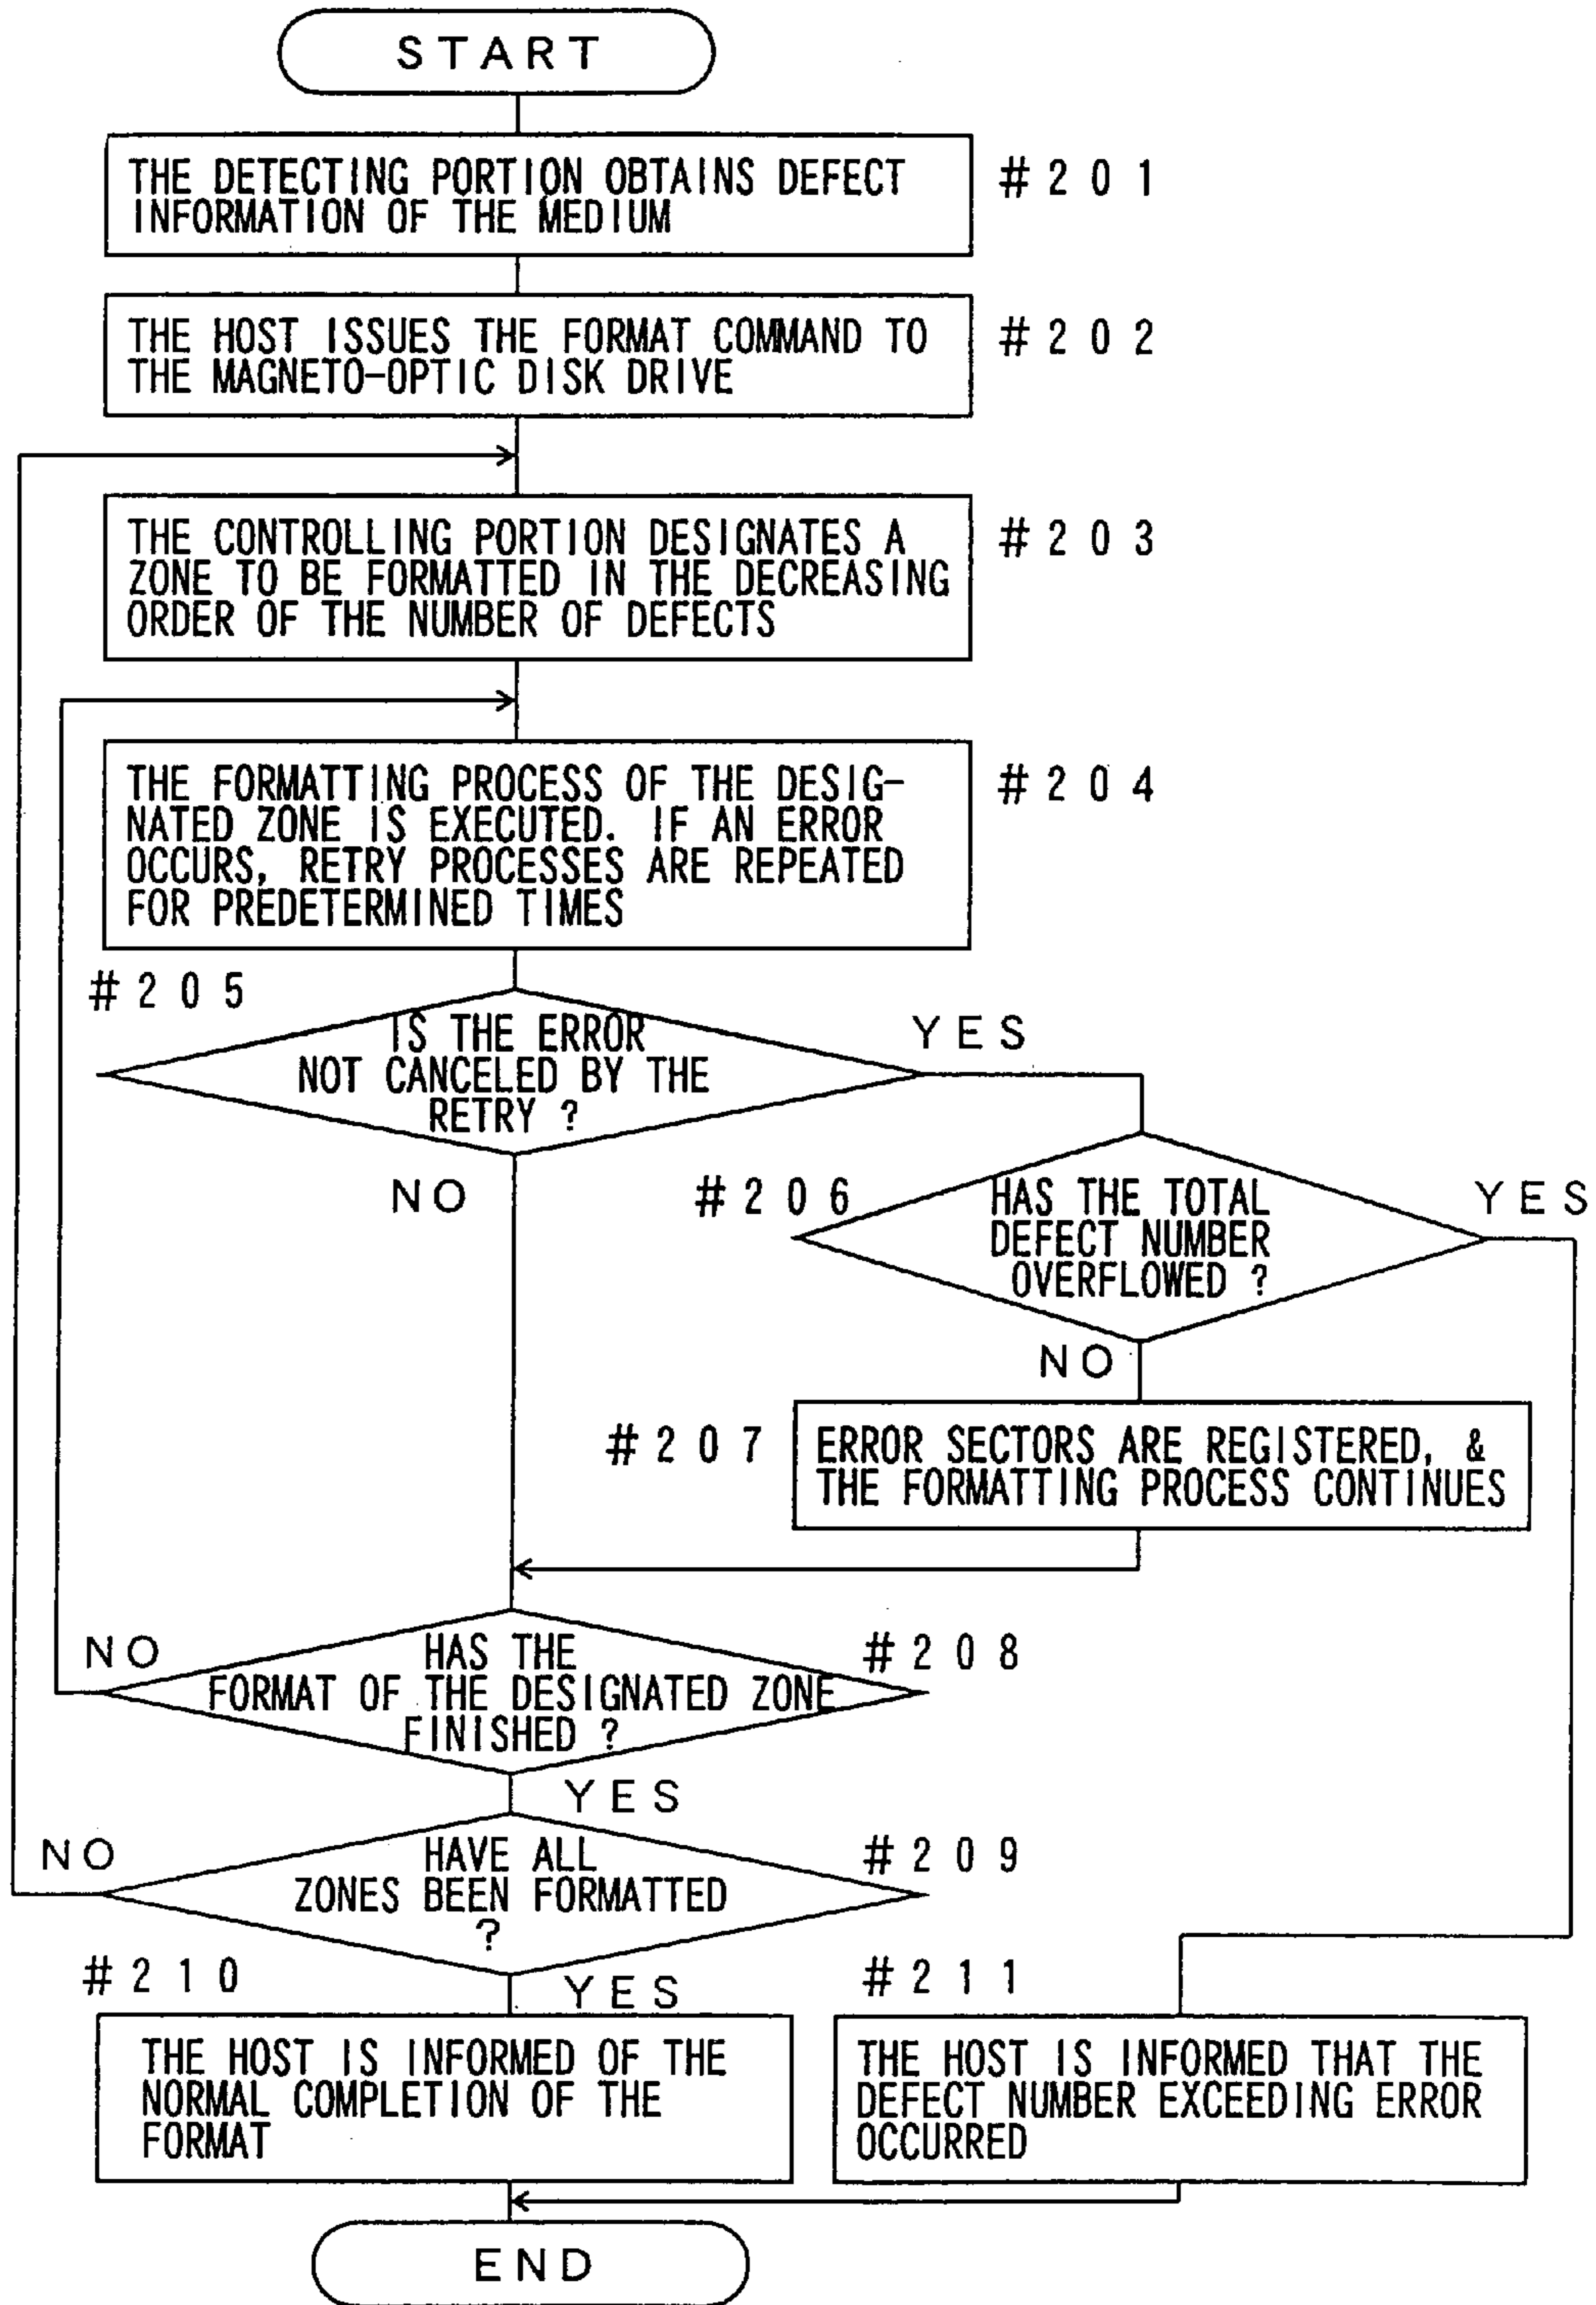 START
THE DETECTING PORTION OBTAINS DEFECT
INFORMATION OF THE MEDIUM
#201
THE HOST ISSUES THE FORMAT COMMAND TO
THE MAGNETO-OPTIC DISK DRIVE
#202
THE CONTROLLING PORTION DESIGNATES A
ZONE TO BE FORMATTED IN THE DECREASING
ORDER OF THE NUMBER OF DEFECTS
#203
THE FORMATTING PROCESS OF THE DESIG-
NATED ZONE IS EXECUTED. IF AN ERROR
OCCURS, RETRY PROCESSES ARE REPEATED
FOR PREDETERMINED TIMES
#204
#205
IS THE ERROR
NOT CANCELED BY THE
RETRY ?
YES
NO
#206
HAS THE TOTAL
DEFECT NUMBER
OVERFLOWED ?
YES
NO
#207
ERROR SECTORS ARE REGISTERED, &
THE FORMATTING PROCESS CONTINUES
NO
HAS THE
FORMAT OF THE DESIGNATED ZONE
FINISHED ?
#208
YES
NO
HAVE ALL
ZONES BEEN FORMATTED
?
#209
YES
#210
THE HOST IS INFORMED OF THE
NORMAL COMPLETION OF THE
FORMAT
#211
THE HOST IS INFORMED THAT THE
DEFECT NUMBER EXCEEDING ERROR
OCCURRED
END